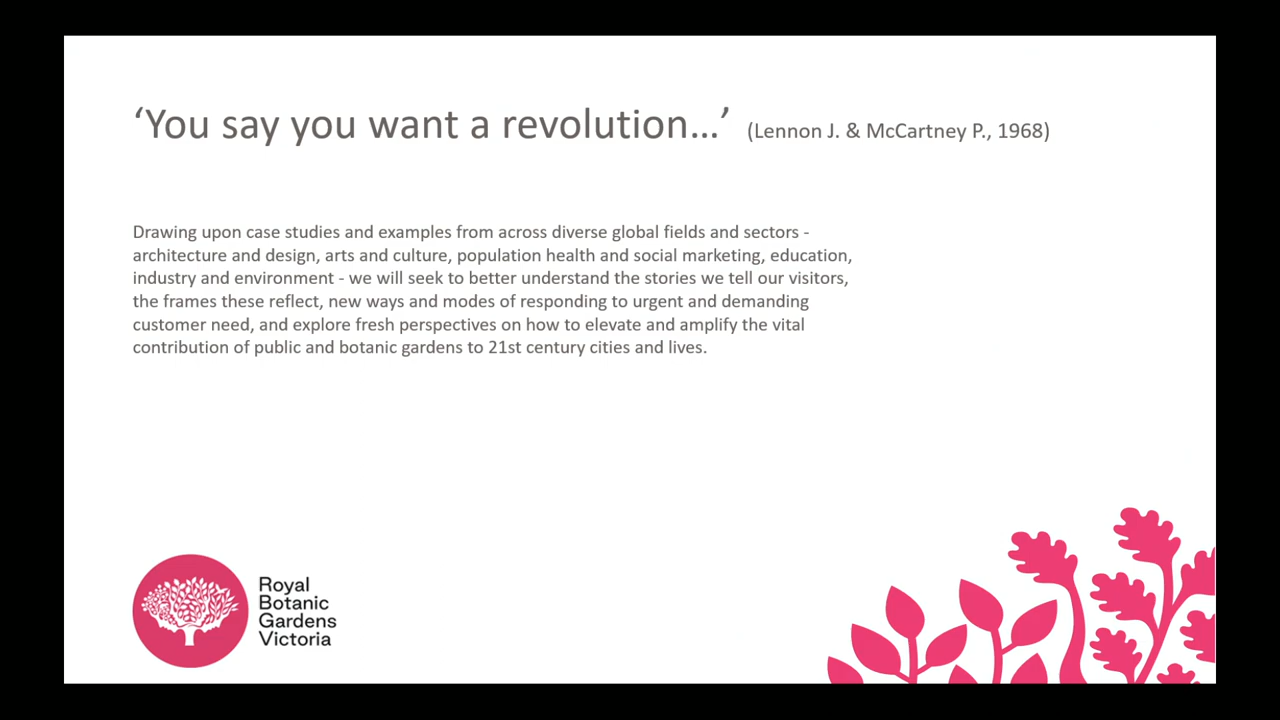 ‘You say you want a revolution…’ (Lennon J. & McCartney P., 1968)
Drawing upon case studies and examples from across diverse global fields and sectors -
architecture and design, arts and culture, population health and social marketing, education,
industry and environment - we will seek to better understand the stories we tell our visitors,
the frames these reflect, new ways and modes of responding to urgent and demanding
customer need, and explore fresh perspectives on how to elevate and amplify the vital
contribution of public and botanic gardens to 21st century cities and lives.
Royal
Botanic
Gardens
Victoria